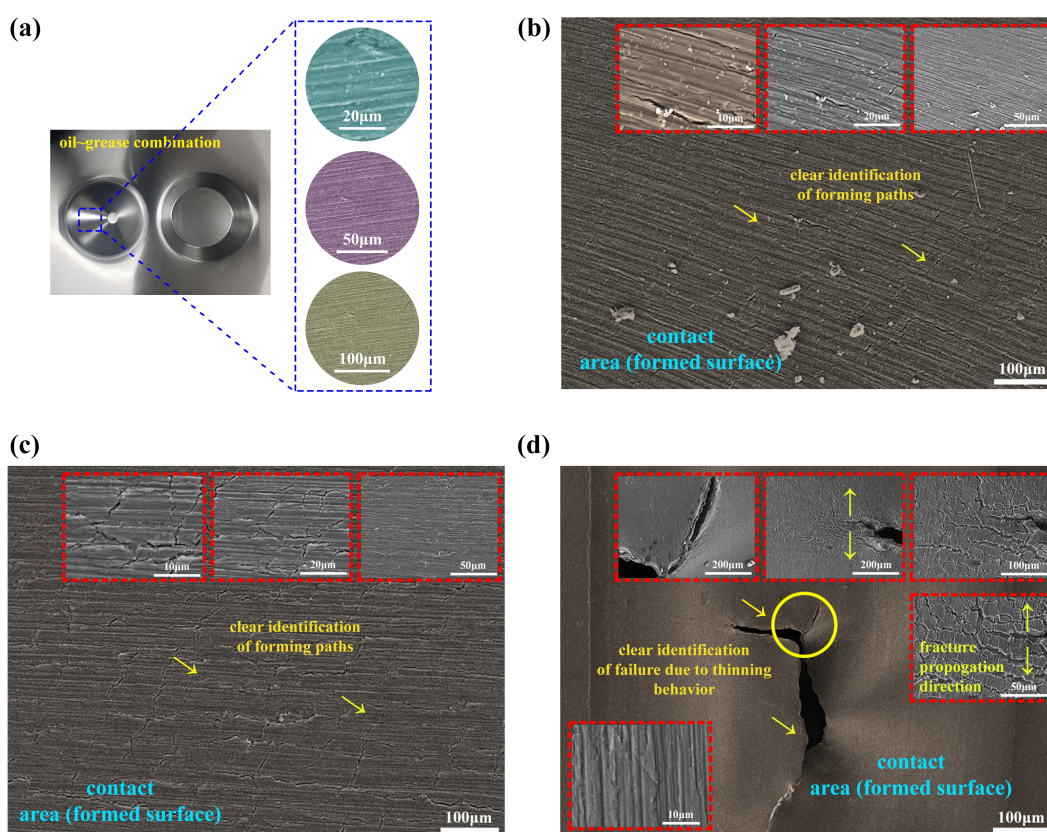 (a)
oil~grease combination
20μm
50μm
100μm
(b)
10μm
20μm
50μm
clear identification
of forming paths
contact
area (formed surface)
100μm
(c)
10μm
20μm
50μm
clear identification
of forming paths
contact
area (formed surface)
100μm
(d)
200μm
200μm
100μm
clear identification
of failure due to thinning
behavior
fracture
propogation
direction
50μm
10μm
contact
area (formed surface)
100μm